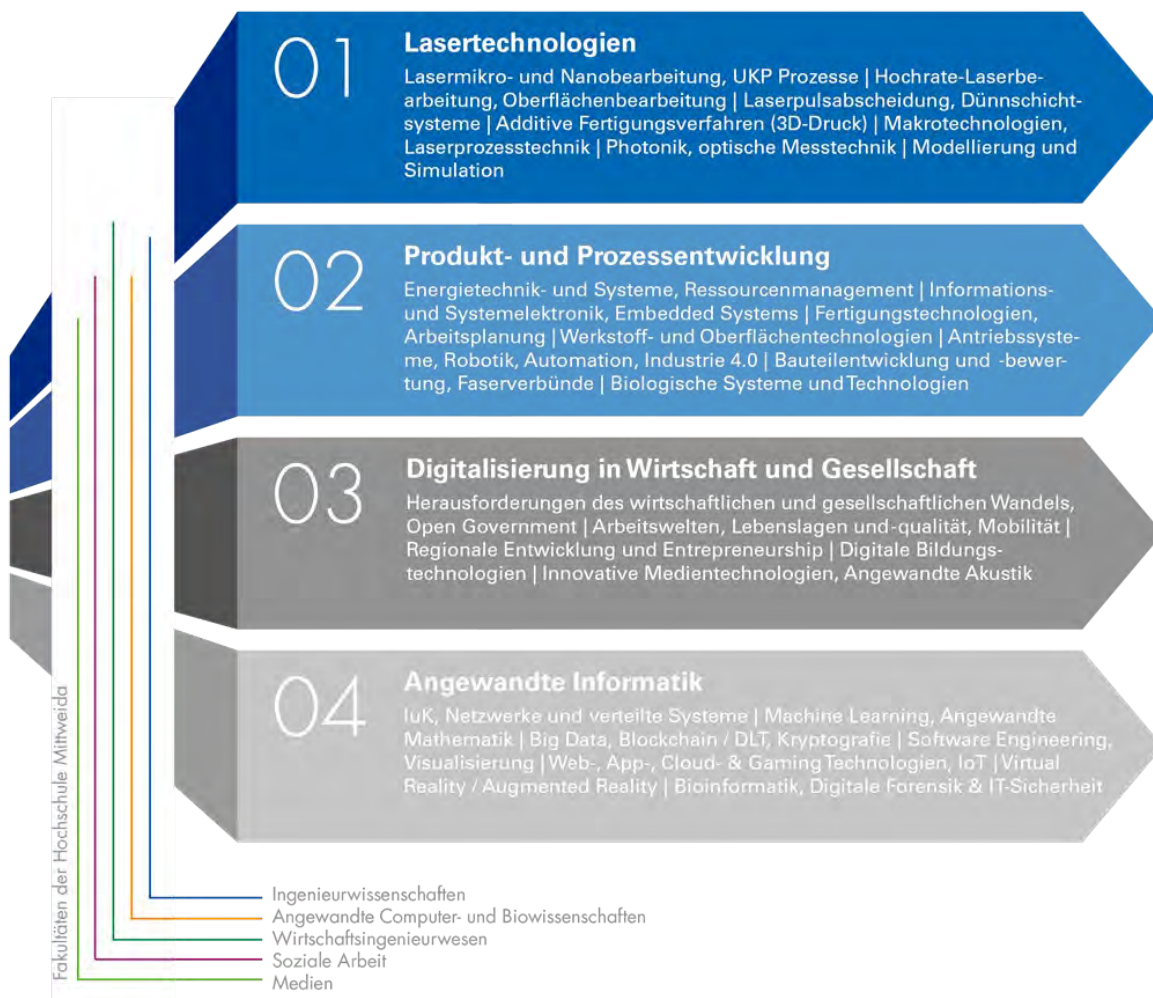 01
Lasertechnologien
Lasermikro- und Nanobearbeitung, UKP Prozesse | Hochrate-Laserbe-
arbeitung, Oberflächenbearbeitung | Laserpulsabscheidung, Dünnschicht-
systeme | Additive Fertigungsverfahren (3D-Druck) | Makrotechnologien,
Laserprozesstechnik | Photonik, optische Messtechnik | Modellierung und
Simulation
02
Produkt- und Prozessentwicklung
Energietechnik- und Systeme, Ressourcenmanagement | Informations-
und Systemelektronik, Embedded Systems | Fertigungstechnologien,
Arbeitsplanung | Werkstoff- und Oberflächentechnologien | Antriebssyste-
me, Robotik, Automation, Industrie 4.0 | Bauteilentwicklung und -bewer-
tung, Faserverbünde | Biologische Systeme und Technologien
03
Digitalisierung in Wirtschaft und Gesellschaft
Herausforderungen des wirtschaftlichen und gesellschaftlichen Wandels,
Open Government | Arbeitswelten, Lebenslagen und -qualität, Mobilität |
Regionale Entwicklung und Entrepreneurship | Digitale Bildungs-
technologien | Innovative Medientechnologien, Angewandte Akustik
04
Angewandte Informatik
IuK, Netzwerke und verteilte Systeme | Machine Learning, Angewandte
Mathematik | Big Data, Blockchain / DLT, Kryptografie | Software Engineering,
Visualisierung | Web-, App-, Cloud- & Gaming Technologien, IoT | Virtual
Reality / Augmented Reality | Bioinformatik, Digitale Forensik & IT-Sicherheit
Fakultäten der Hochschule Mittweida
Ingenieurwissenschaften
Angewandte Computer- und Biowissenschaften
Wirtschaftsingenieurwesen
Soziale Arbeit
Medien